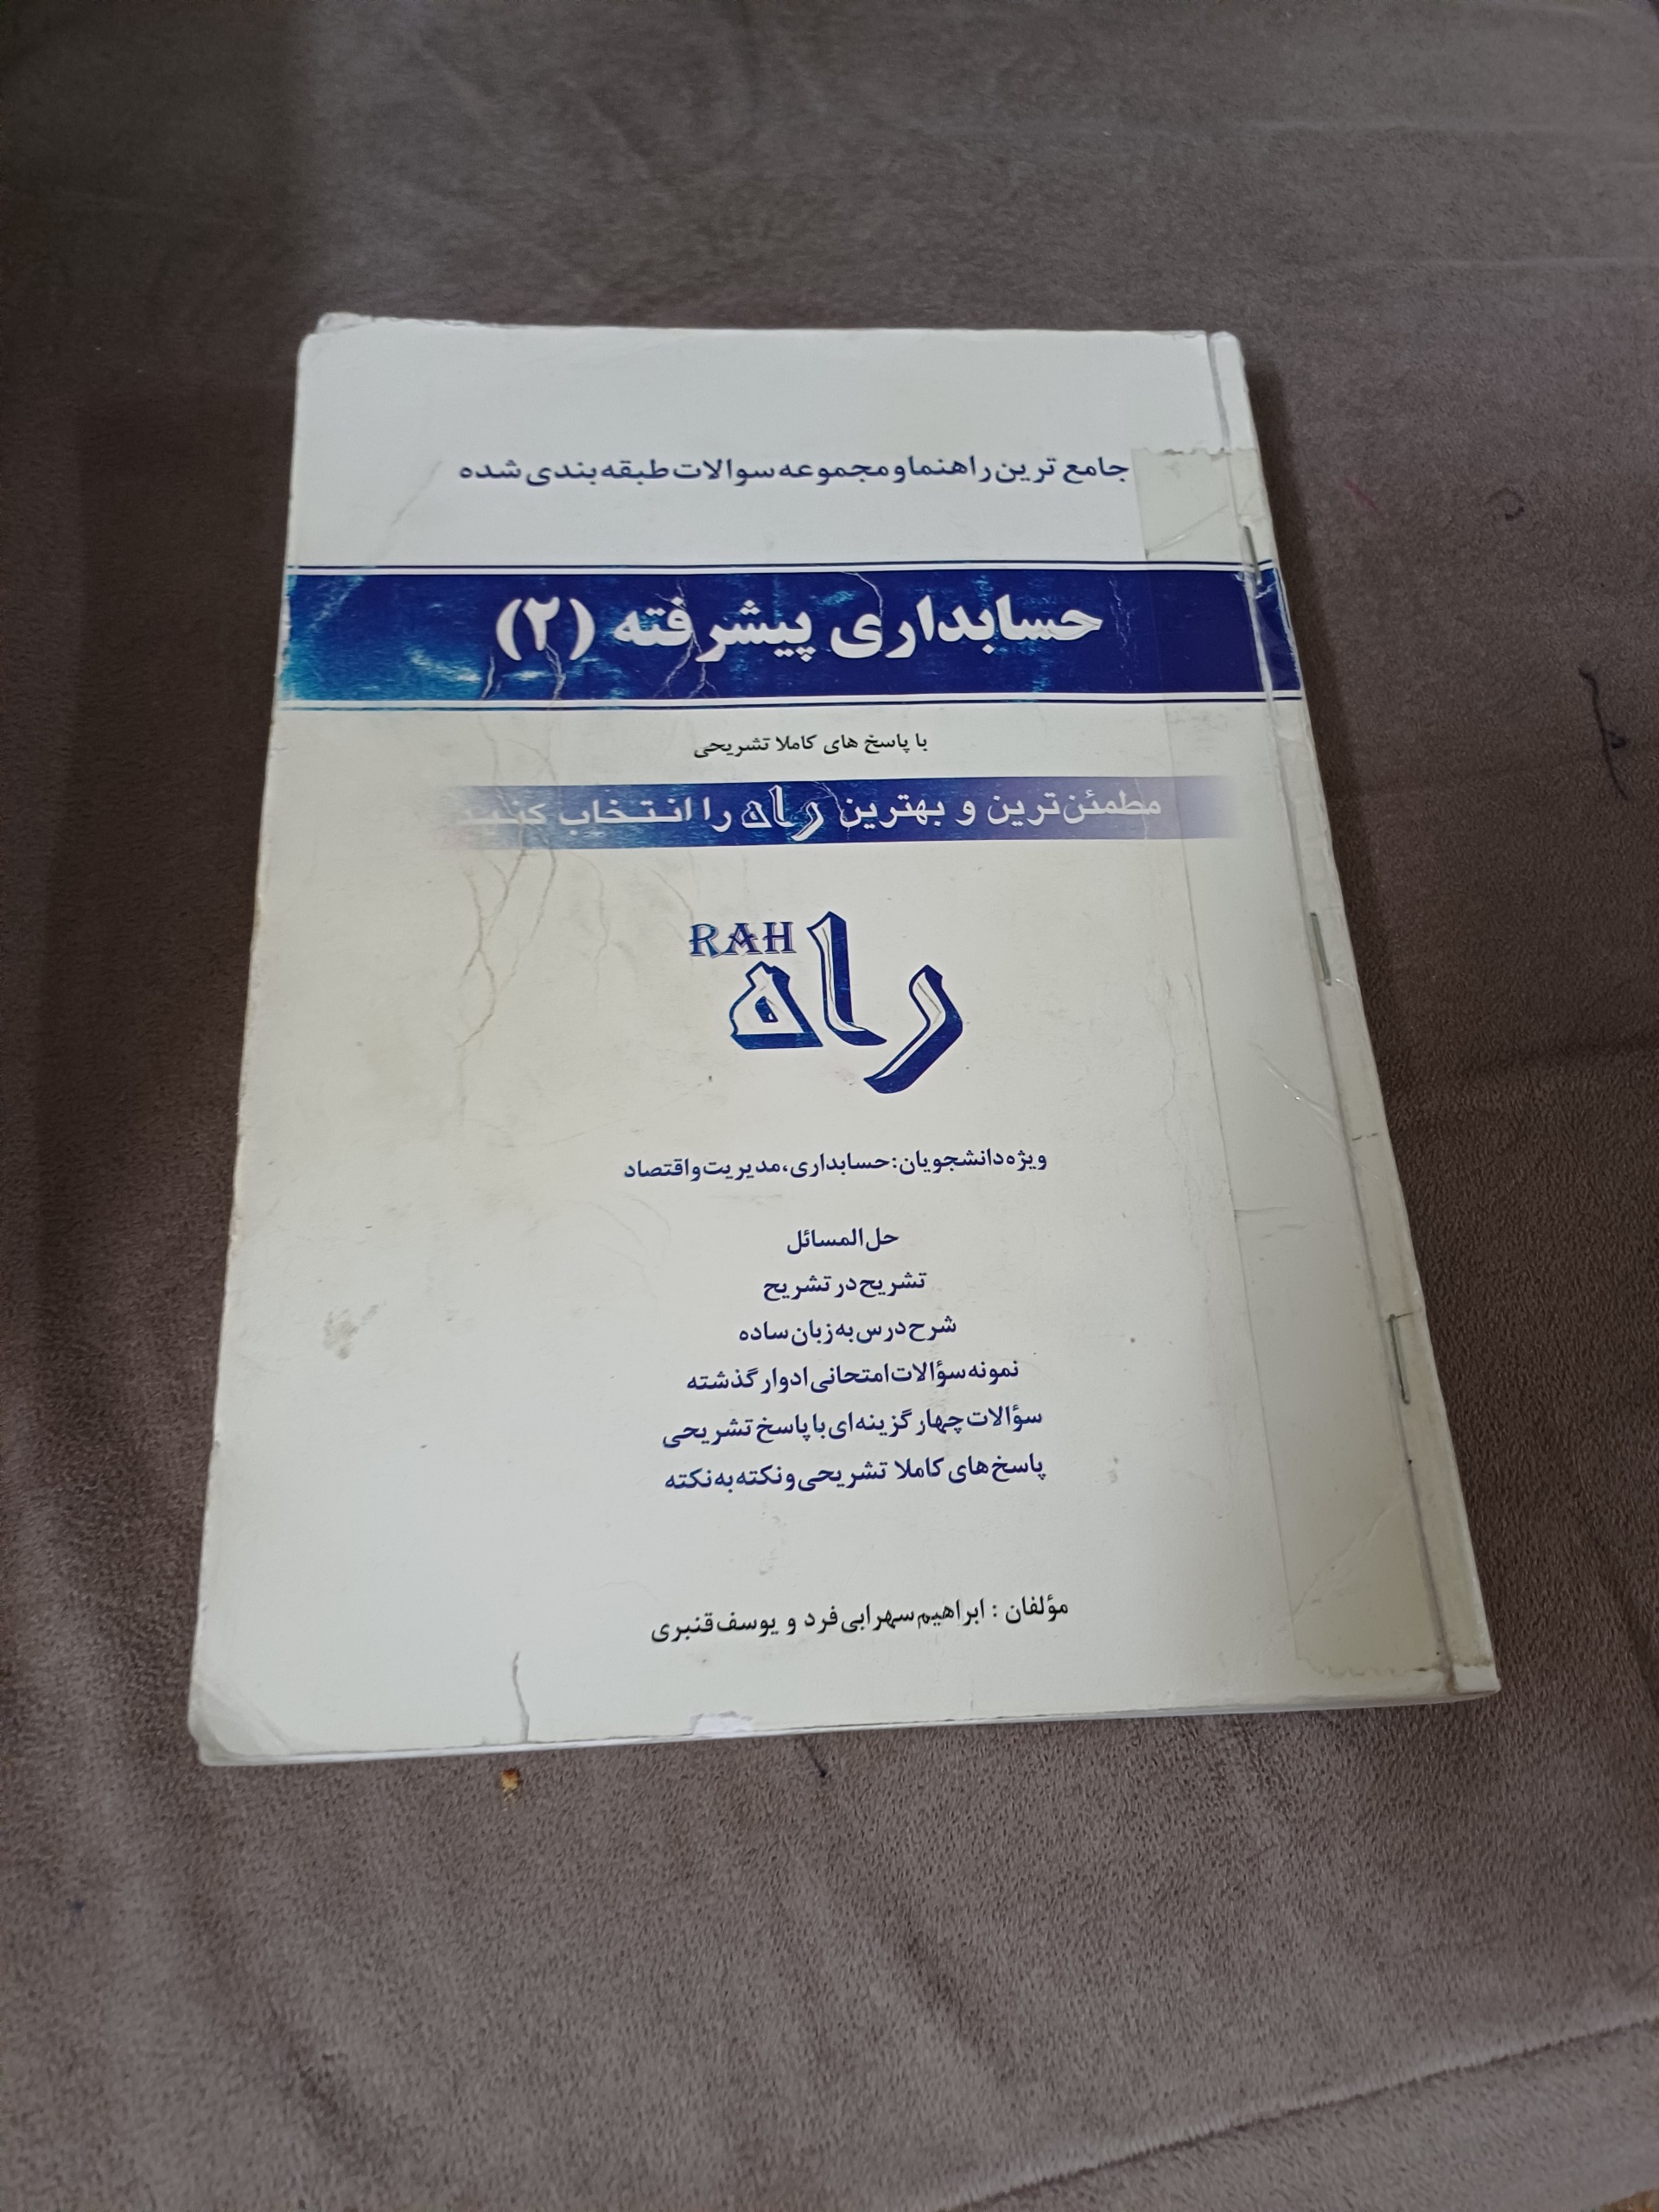 جامع ترین راهنما و مجموعه سوالات طبقه بندی شده
حسابداری پیشرفته (۲)
با پاسخ های کاملا تشریحی
مطمئن ترین و بهترین راه را انتخاب کنید
RAH
راه
ویژه دانشجویان: حسابداری، مدیریت و اقتصاد
حل المسائل
تشریح در تشریح
شرح درس به زبان ساده
نمونه سؤالات امتحانی ادوار گذشته
سؤالات چهار گزینه ای با پاسخ تشریحی
پاسخ های کاملا تشریحی و نکته به نکته
مؤلفان : ابراهیم سهرابی فرد و یوسف قنبری